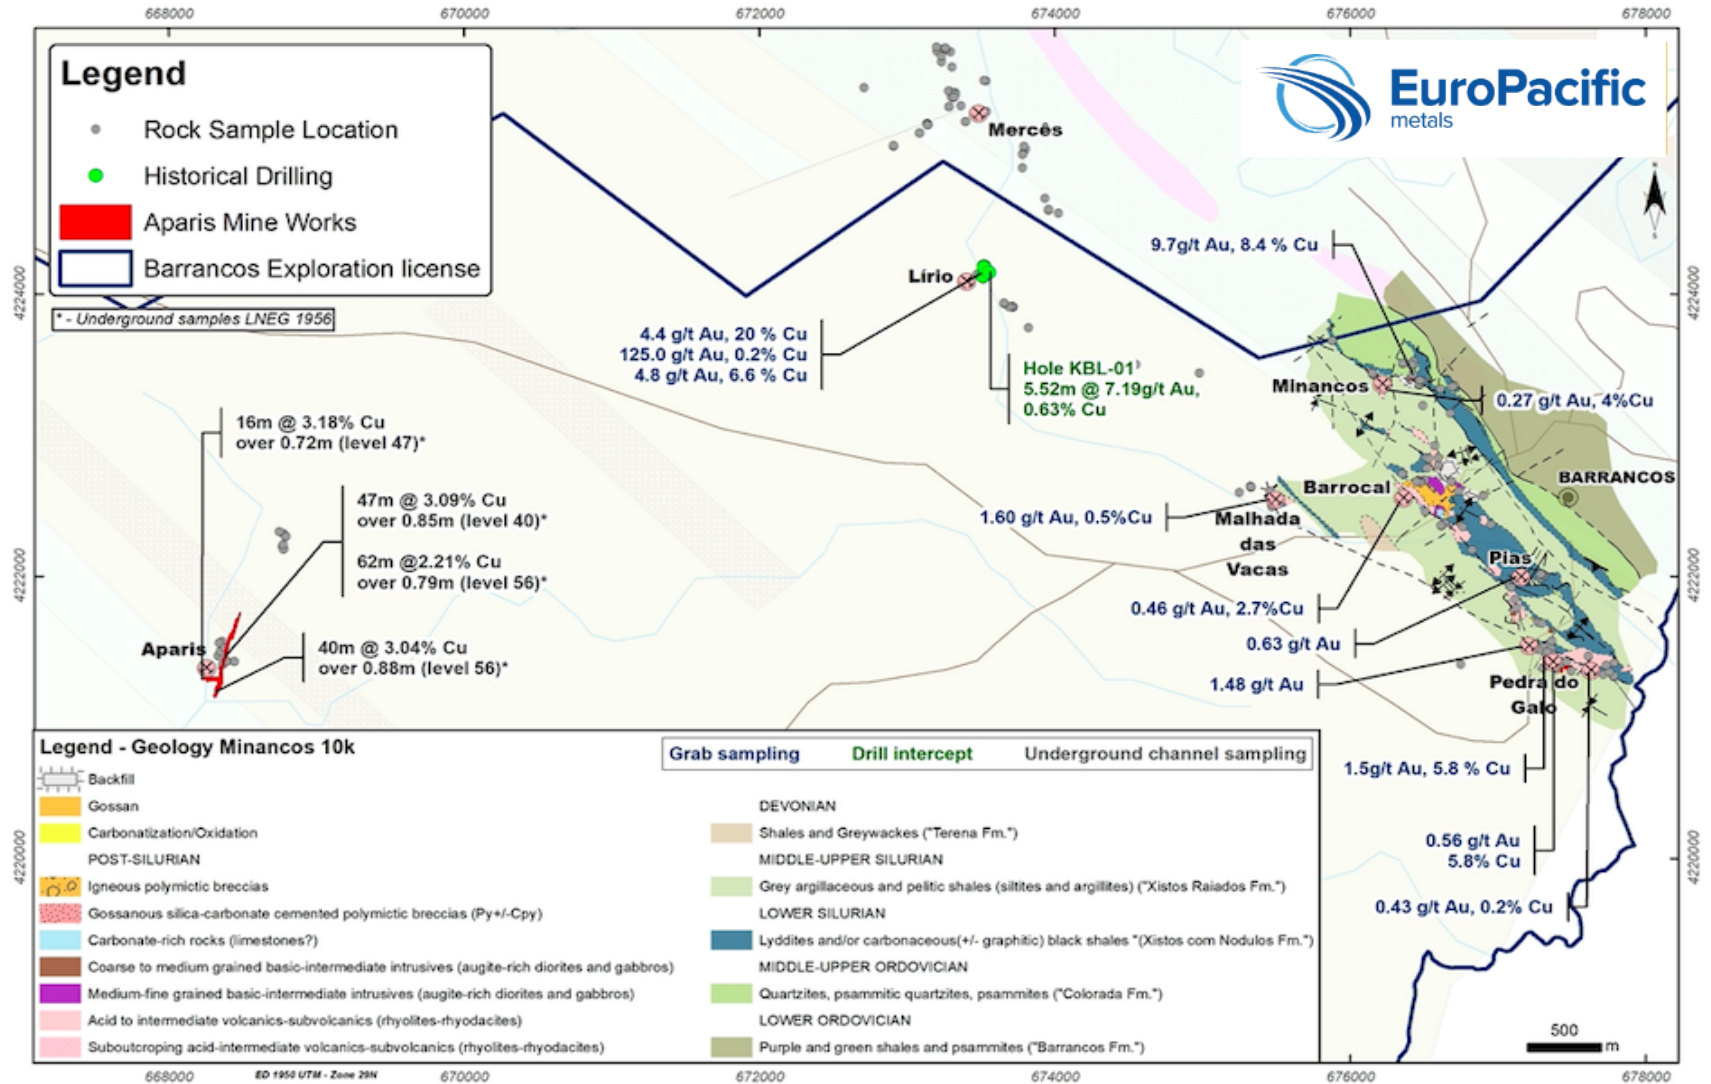 668000 670000 672000 674000 676000 678000
Legend
Rock Sample Location
Historical Drilling
Aparis Mine Works
Barrancos Exploration license
* - Underground samples LNEG 1956
EuroPacific
metals
N
S
4224000
4224000
4222000
4222000
4220000
4220000
Mercês
Lírio
4.4 g/t Au, 20 % Cu
125.0 g/t Au, 0.2% Cu
4.8 g/t Au, 6.6 % Cu
Hole KBL-01
5.52m @ 7.19g/t Au,
0.63% Cu
9.7g/t Au, 8.4 % Cu
Minancos
0.27 g/t Au, 4%Cu
BARRANCOS
Barrocal
1.60 g/t Au, 0.5%Cu
Malhada
das
Vacas
Pias
0.46 g/t Au, 2.7%Cu
0.63 g/t Au
1.48 g/t Au
Pedra do
Galo
1.5g/t Au, 5.8 % Cu
0.56 g/t Au
5.8% Cu
0.43 g/t Au, 0.2% Cu
16m @ 3.18% Cu
over 0.72m (level 47)*
47m @ 3.09% Cu
over 0.85m (level 40)*
62m @2.21% Cu
over 0.79m (level 56)*
Aparis
40m @ 3.04% Cu
over 0.88m (level 56)*
Legend - Geology Minancos 10k
Grab sampling Drill intercept Underground channel sampling
Backfill
Gossan
Carbonatization/Oxidation
POST-SILURIAN
Igneous polymictic breccias
Gossanous silica-carbonate cemented polymictic breccias (Py+/-Cpy)
Carbonate-rich rocks (limestones?)
Coarse to medium grained basic-intermediate intrusives (augite-rich diorites and gabbros)
Medium-fine grained basic-intermediate intrusives (augite-rich diorites and gabbros)
Acid to intermediate volcanics-subvolcanics (rhyolites-rhyodacites)
Suboutcroping acid-intermediate volcanics-subvolcanics (rhyolites-rhyodacites)
DEVONIAN
Shales and Greywackes ("Terena Fm.")
MIDDLE-UPPER SILURIAN
Grey argillaceous and pelitic shales (siltites and argillites) ("Xistos Raiados Fm.")
LOWER SILURIAN
Lyddites and/or carbonaceous(+/- graphitic) black shales "(Xistos com Nodulos Fm.")
MIDDLE-UPPER ORDOVICIAN
Quartzites, psammitic quartzites, psammites ("Colorada Fm.")
LOWER ORDOVICIAN
Purple and green shales and psammites ("Barrancos Fm.")
500
m
668000 ED 1950 UTM - Zone 29N 670000 672000 674000 676000 678000